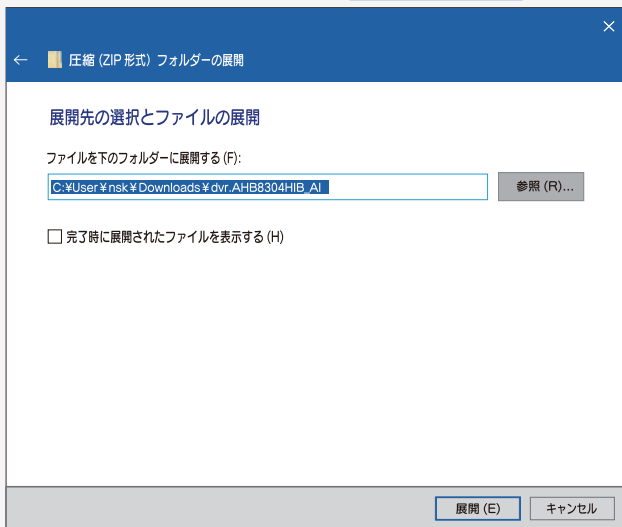 圧縮 (ZIP 形式) フォルダーの展開
展開先の選択とファイルの展開
ファイルを下のフォルダーに展開する (F):
C:¥User¥nsk¥Downloads¥dvr.AHB8304HIB_AI
参照 (R)...
完了時に展開されたファイルを表示する (H)
展開 (E)
キャンセル